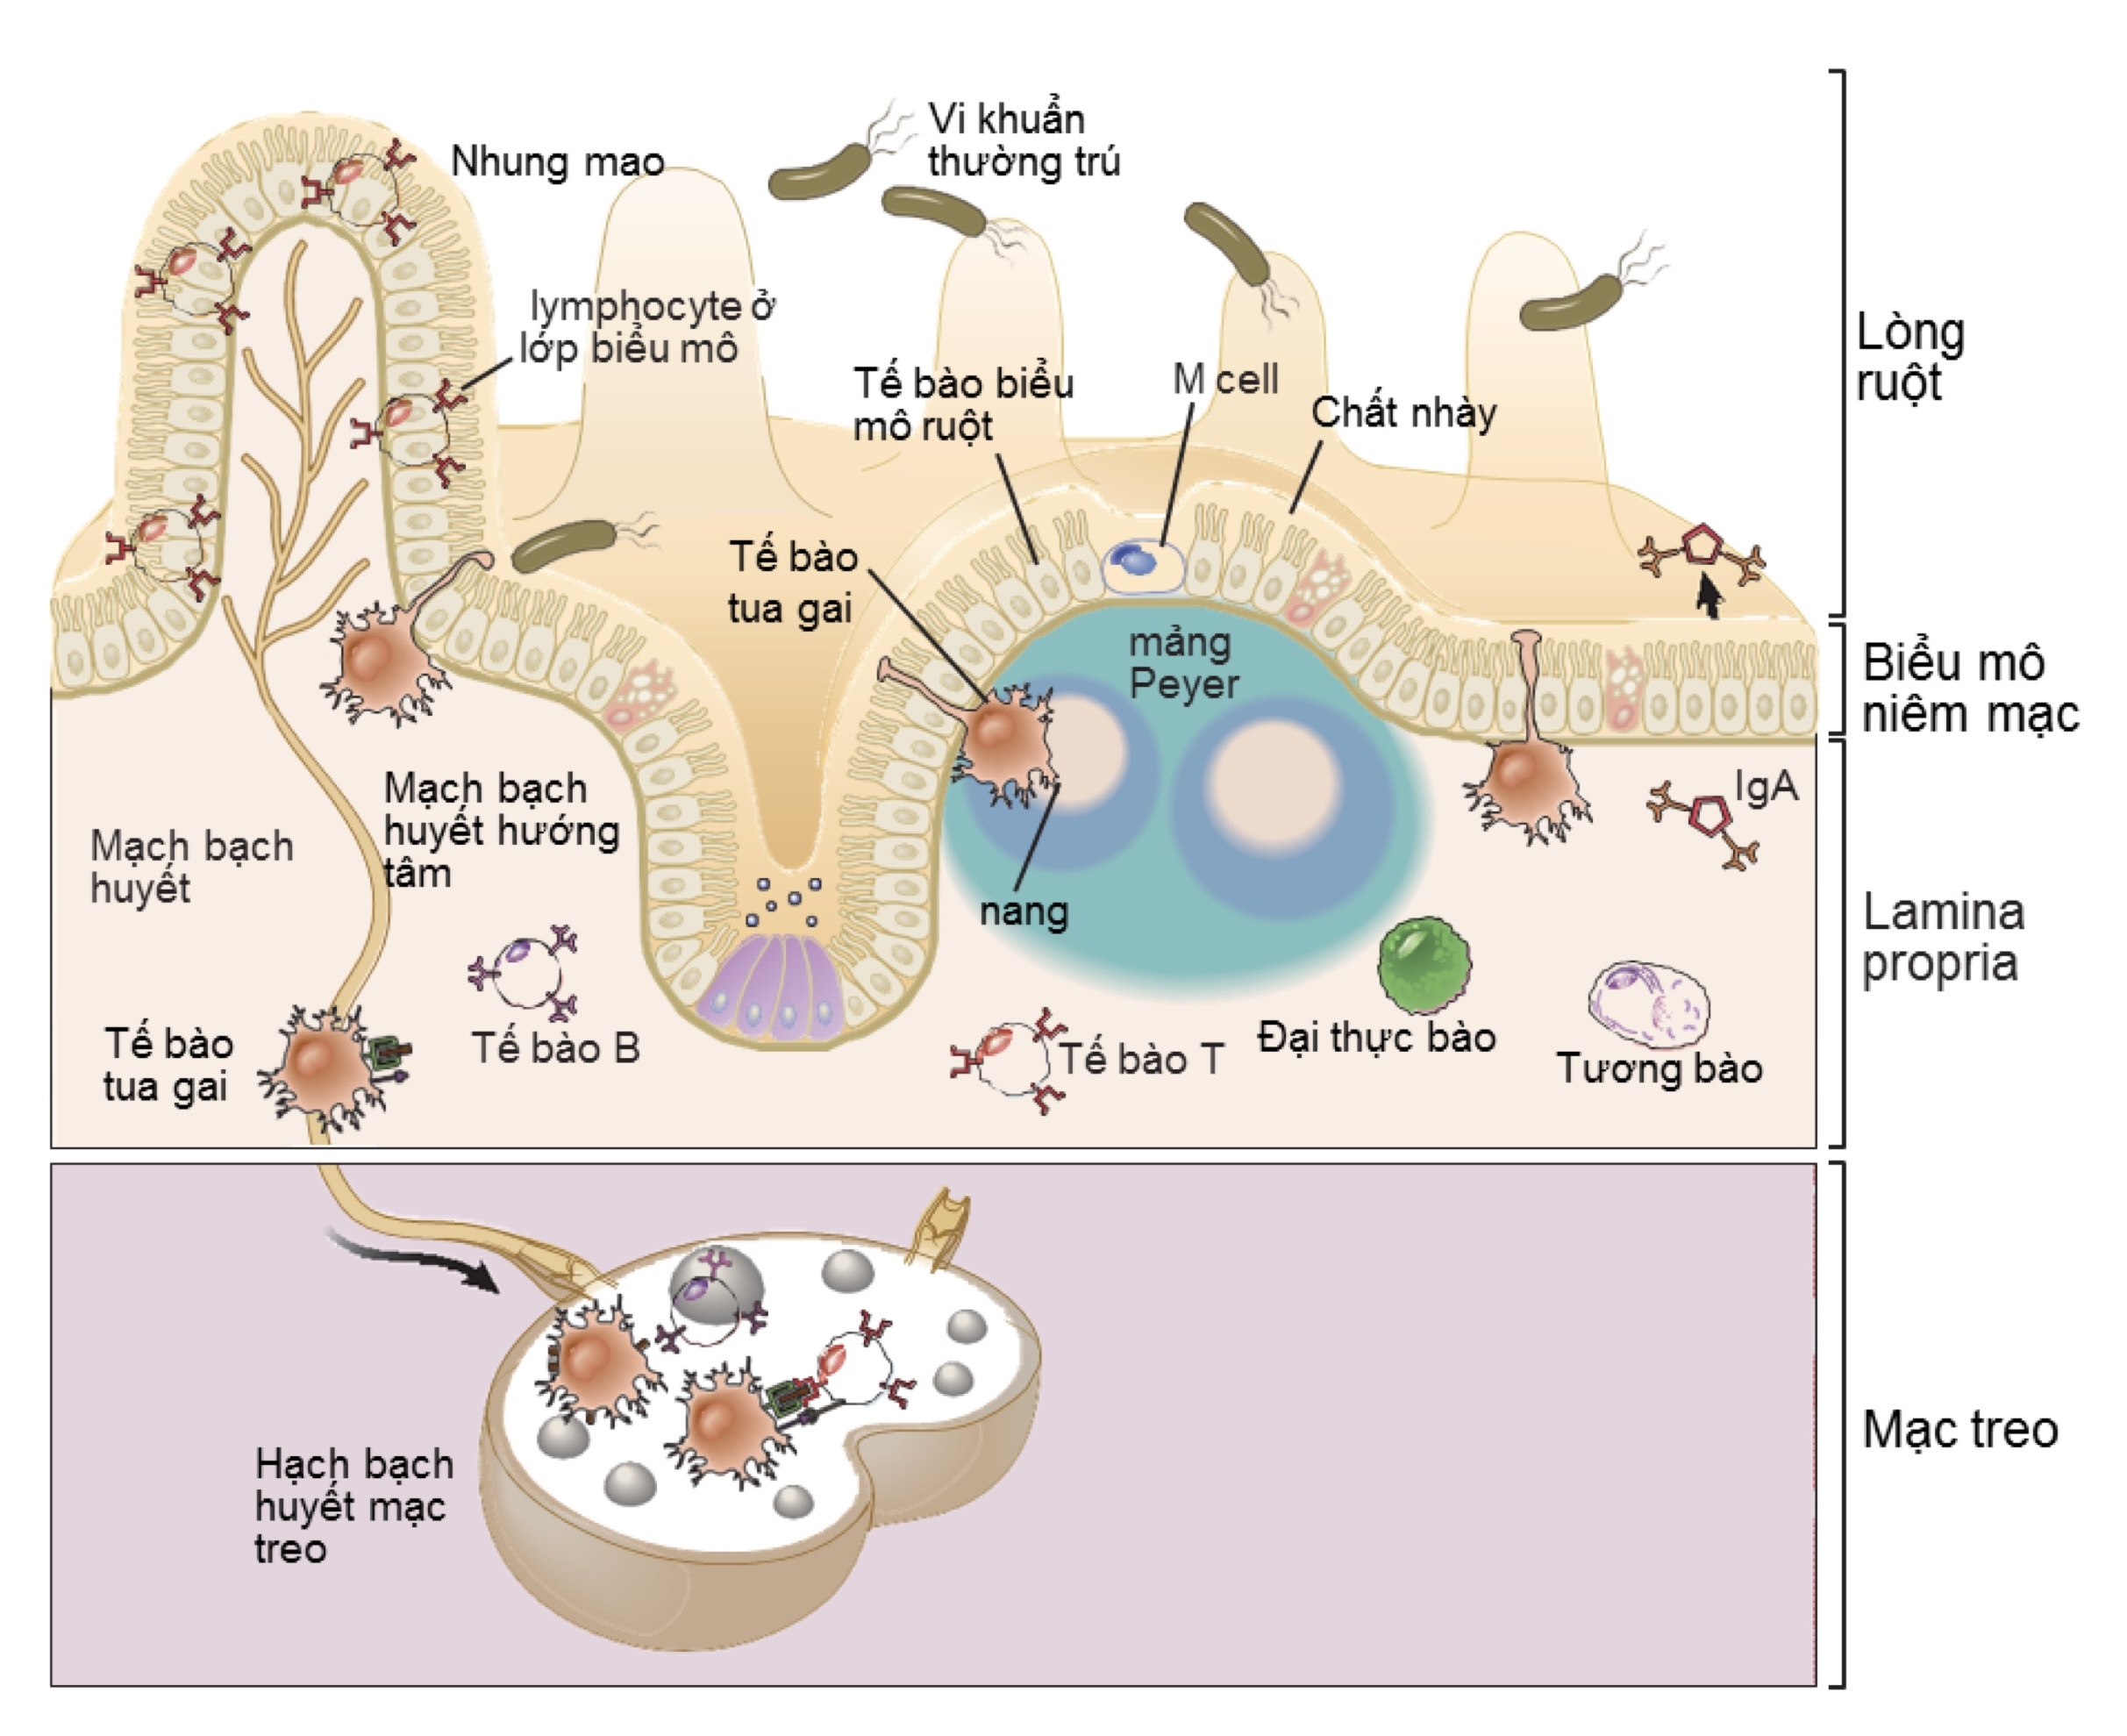 Vi khuẩn
thường trú
Nhung mao
lymphocyte ở
lớp biểu mô
Tế bào biểu
mô ruột
M cell
Chất nhày
Lòng
ruột
Tế bào
tua gai
mảng
Peyer
Biểu mô
niêm mạc
Mạch bạch
huyết hướng
tâm
IgA
Mạch bạch
huyết
nang
Lamina
propria
Tế bào
tua gai
Tế bào B
Tế bào T
Đại thực bào
Tương bào
Mạc treo
Hạch bạch
huyết mạc
treo